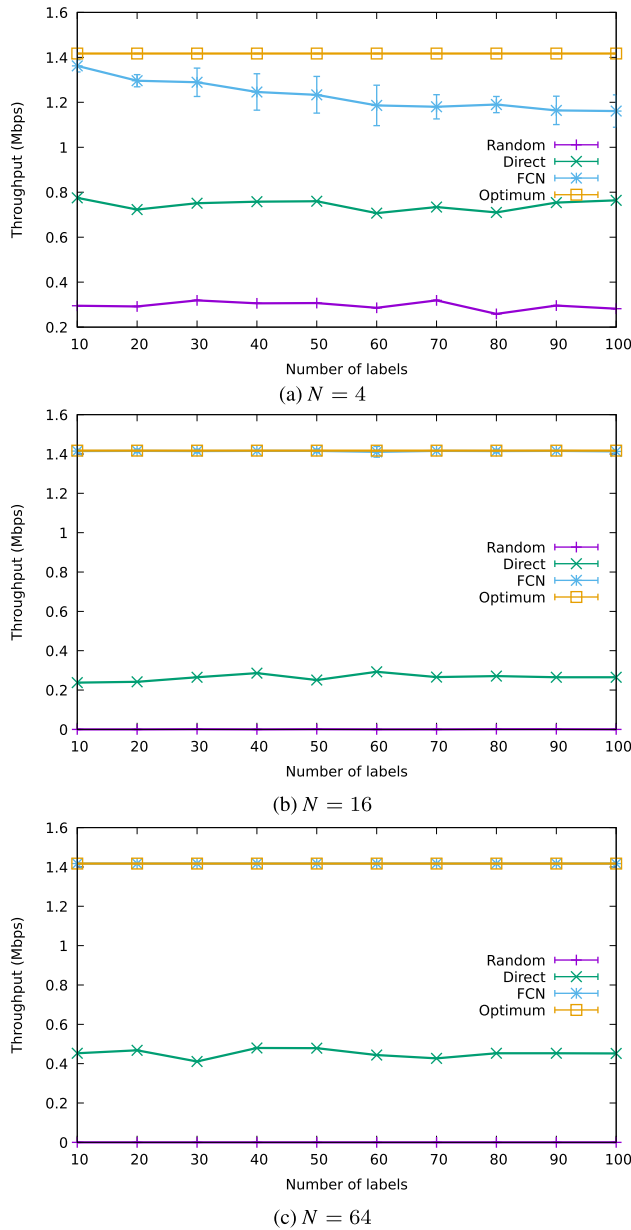 1.6
1.4
1.2
1
0.8
0.6
0.4
0.2
Throughput (Mbps)
Random
Direct
FCN
Optimum
10 20 30 40 50 60 70 80 90 100
Number of labels
(a) N = 4
1.6
1.4
1.2
1
0.8
0.6
0.4
0.2
0
Throughput (Mbps)
Random
Direct
FCN
Optimum
10 20 30 40 50 60 70 80 90 100
Number of labels
(b) N = 16
1.6
1.4
1.2
1
0.8
0.6
0.4
0.2
0
Throughput (Mbps)
Random
Direct
FCN
Optimum
10 20 30 40 50 60 70 80 90 100
Number of labels
(c) N = 64